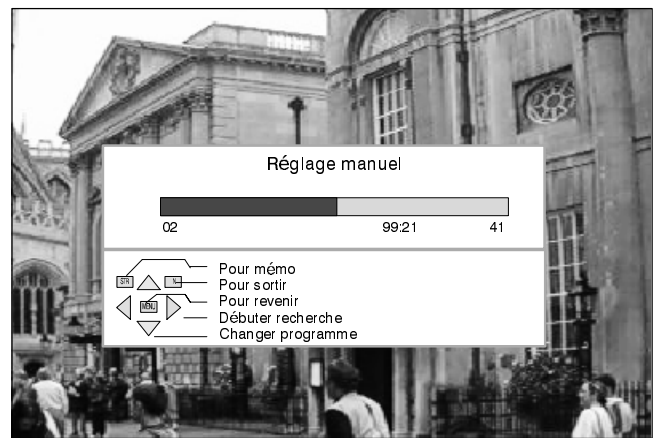 Réglage manuel
02 99:21 41
STR Pour mémo
N Pour sortir
MENU Pour revenir
Débuter recherche
Changer programme